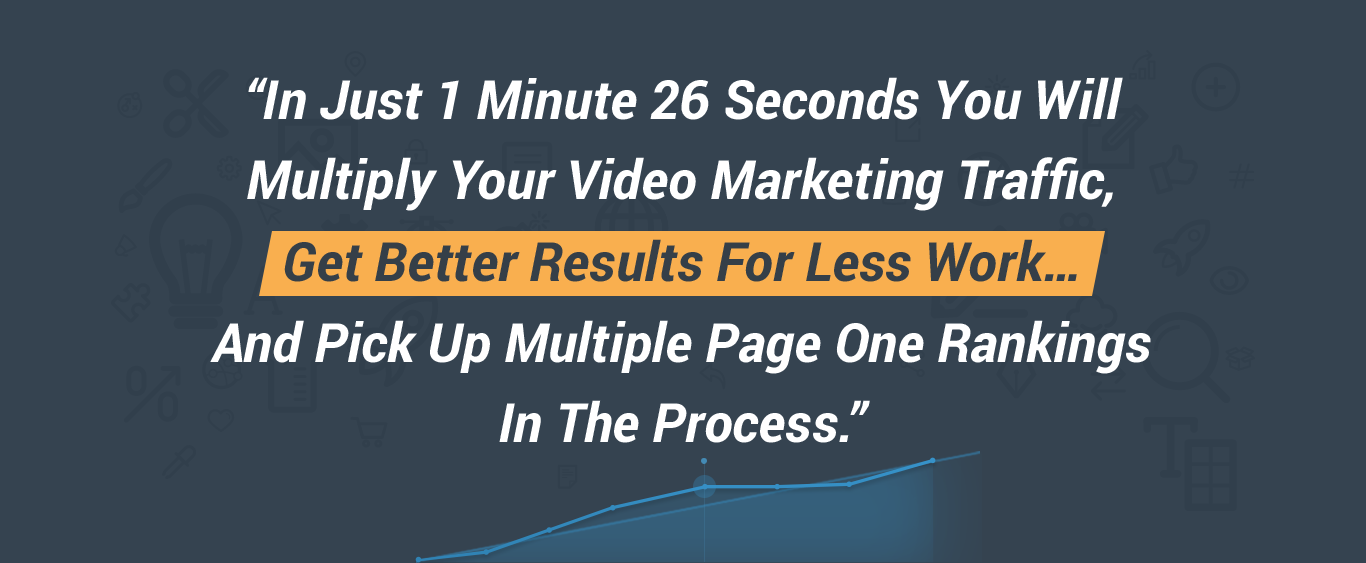 “In Just 1 Minute 26 Seconds You Will
Multiply Your Video Marketing Traffic,
Get Better Results For Less Work...
And Pick Up Multiple Page One Rankings
In The Process.”